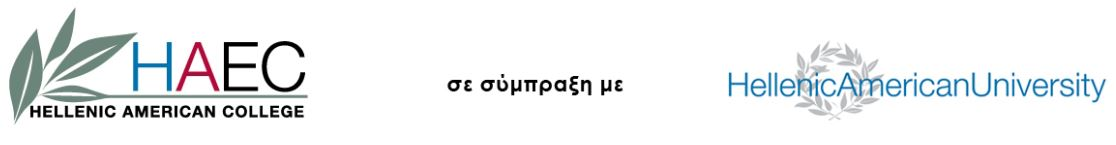 HAEC
HELLENIC AMERICAN COLLEGE
σε σύμπραξη με
HellenicAmericanUniversity